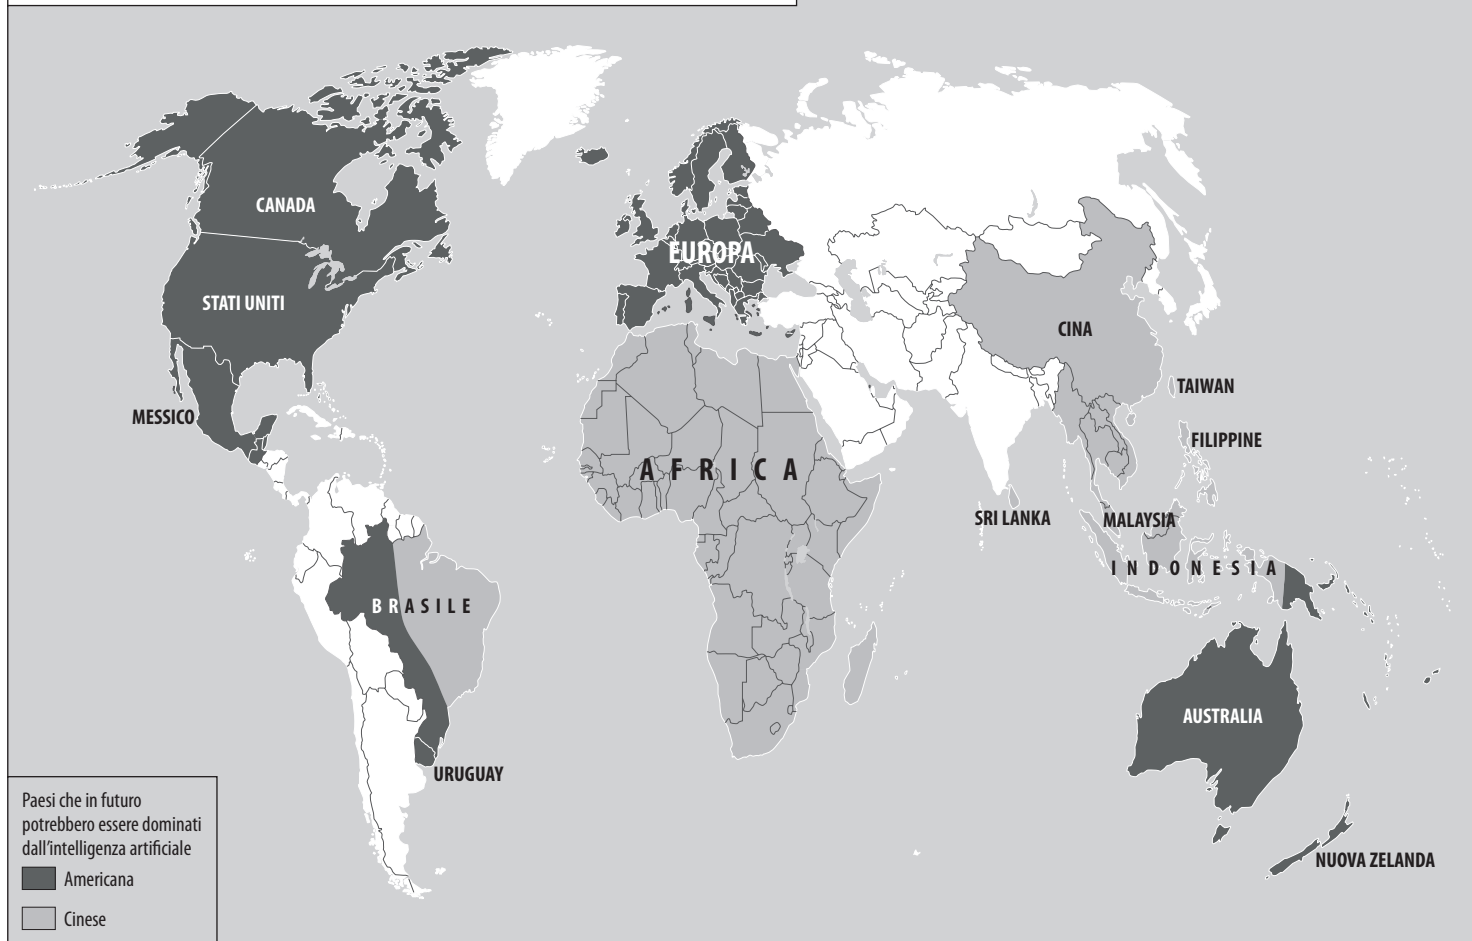 CANADA
EUROPA
STATI UNITI
CINA
TAIWAN
MESSICO
FILIPPINE
AFRICA
SRI LANKA
MALAYSIA
INDONESIA
BRASILE
AUSTRALIA
URUGUAY
Paesi che in futuro
potrebbero essere dominati
dall'intelligenza artificiale
Americana
Cinese
NUOVA ZELANDA